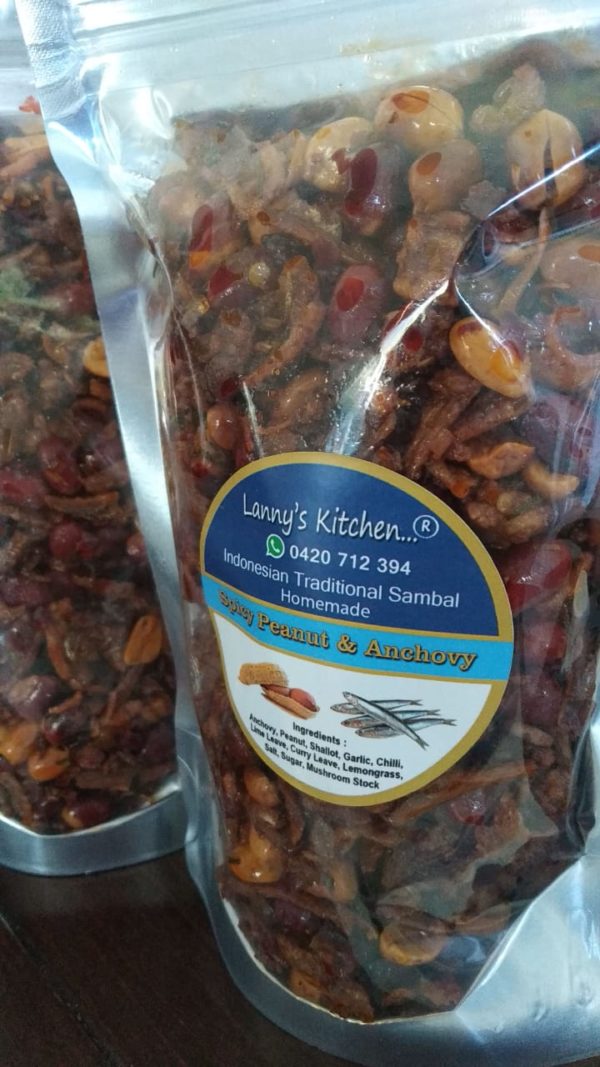 Lanny's Kitchen...®
0420 712 394
Indonesian Traditional Sambal
Homemade
Spicy Peanut & Anchovy
Ingredients :
Anchovy, Peanut, Shallot, Garlic, Chilli,
Lime Leave, Curry Leave, Lemongrass,
Salt, Sugar, Mushroom Stock